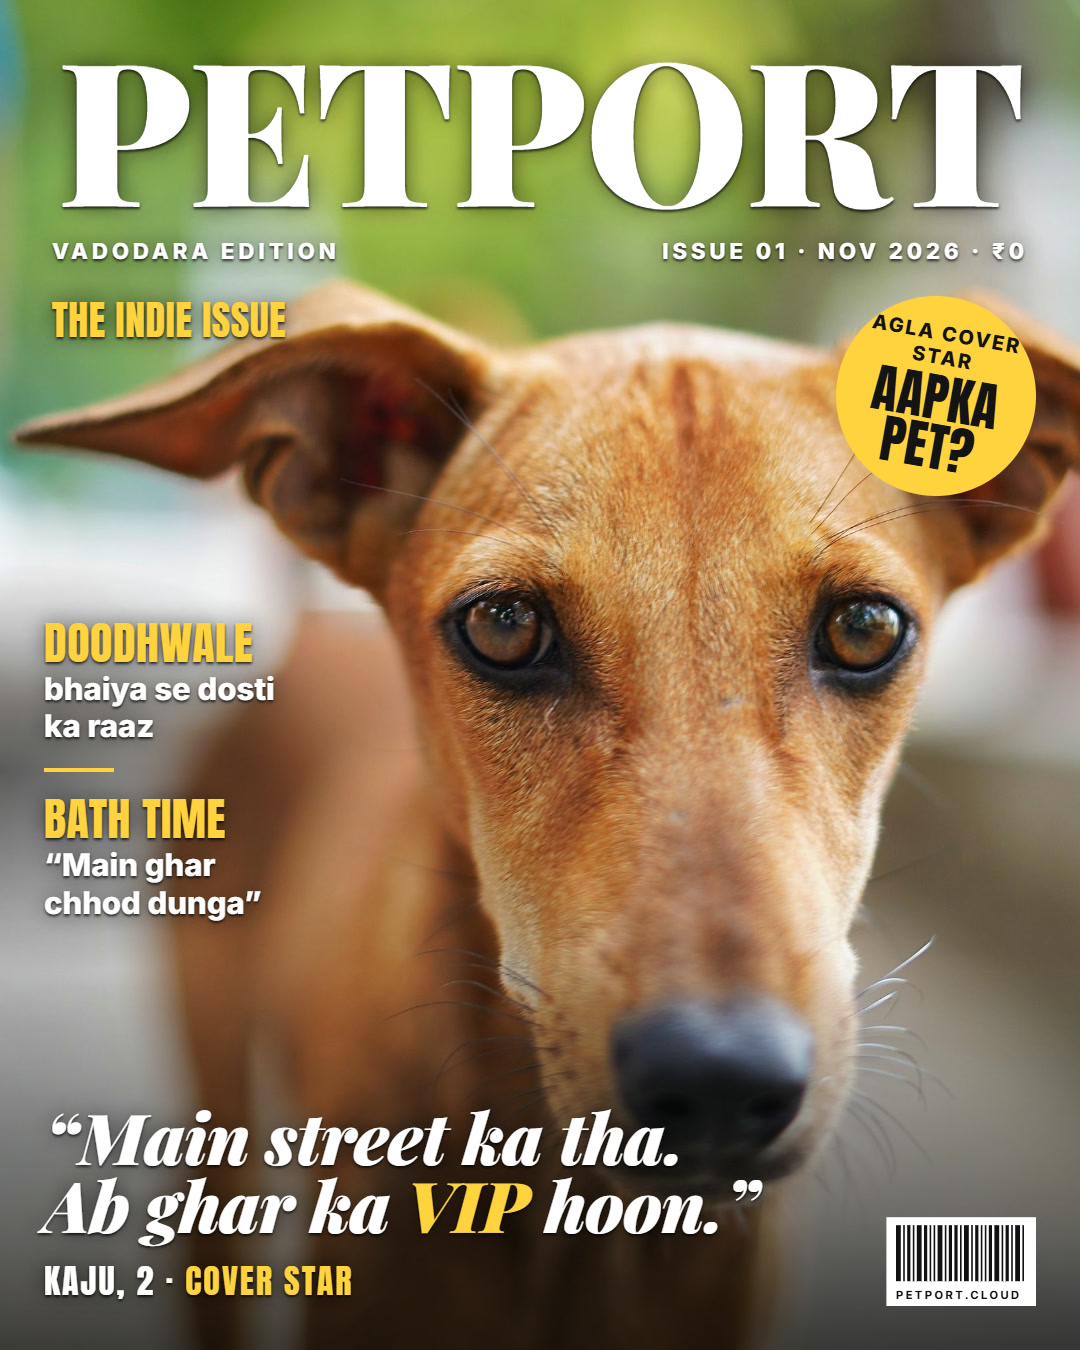 PETPORT
VADODARA EDITION
ISSUE 01 · NOV 2026 · ₹0
THE INDIE ISSUE
AGLA COVER
STAR
AAPKA
PET?
DOODHWALE
bhaiya se dosti
ka raaz
BATH TIME
“Main ghar
chhod dunga”
“Main street ka tha.
Ab ghar ka VIP hoon.”
KAJU, 2 · COVER STAR
PETPORT.CLOUD